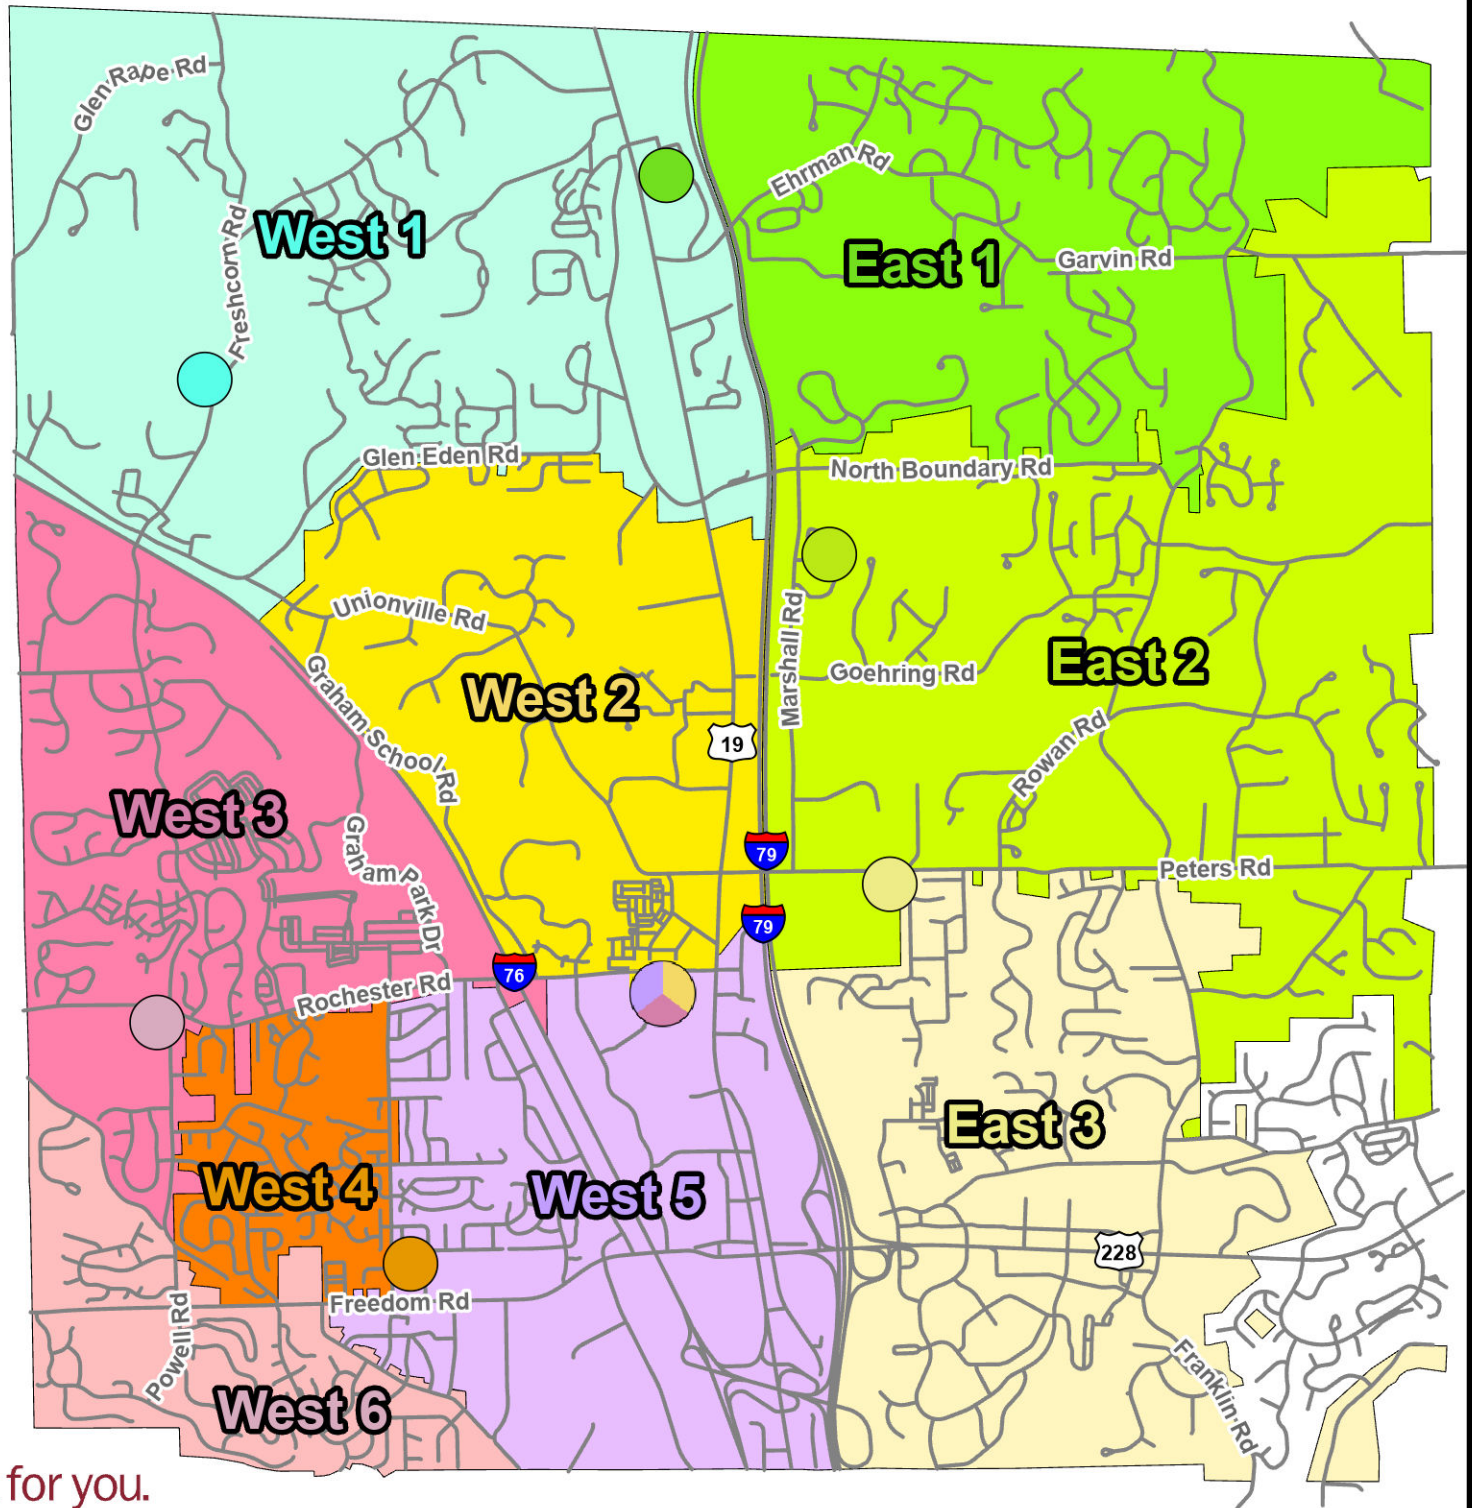 Glen Rape Rd
Ehrman Rd
Freshcorn Rd
West 1
East 1
Garvin Rd
Glen Eden Rd
North Boundary Rd
Unionville Rd
Marshall Rd
Goehring Rd
East 2
Graham School Rd
West 2
19
Rowan Rd
West 3
Graham Park Dr
79
Peters Rd
79
76
Rochester Rd
East 3
West 4
West 5
228
Freedom Rd
Powell Rd
Franklin Rd
West 6
for you.